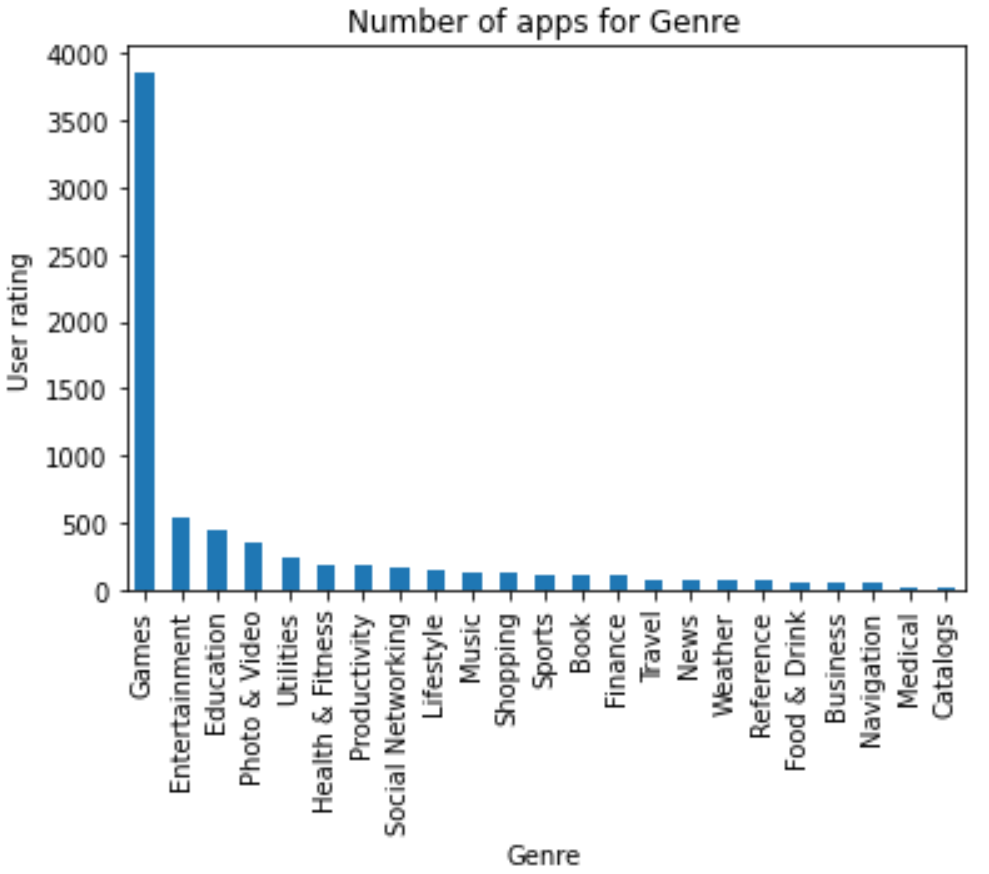 Number of apps for Genre
4000
3500
3000
2500
2000
1500
1000
500
0
User rating
Games
Entertainment
Education
Photo & Video
Utilities
Health & Fitness
Productivity
Social Networking
Lifestyle
Music
Shopping
Sports
Book
Finance
Travel
News
Weather
Reference
Food & Drink
Business
Navigation
Medical
Catalogs
Genre